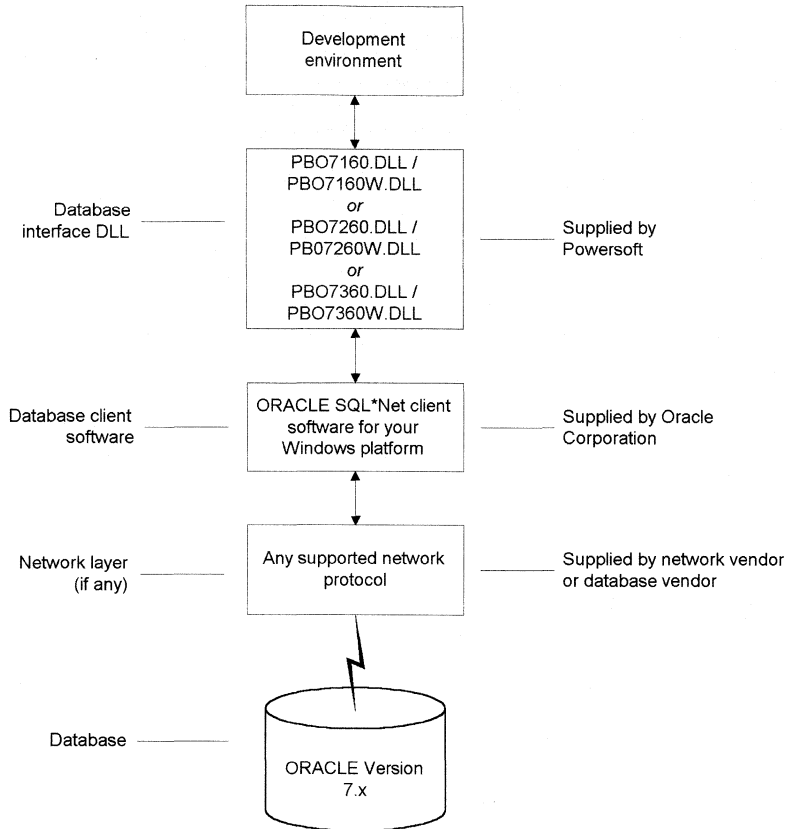 Development
environment
PBO7160.DLL /
PBO7160W.DLL
or
PBO7260.DLL /
PB07260W.DLL
or
PBO7360.DLL /
PBO7360W.DLL
Database
interface DLL
Supplied by
Powersoft
ORACLE SQL*Net client
software for your
Windows platform
Database client
software
Supplied by Oracle
Corporation
Any supported network
protocol
Network layer
(if any)
Supplied by network vendor
or database vendor
Database
ORACLE Version
7.x